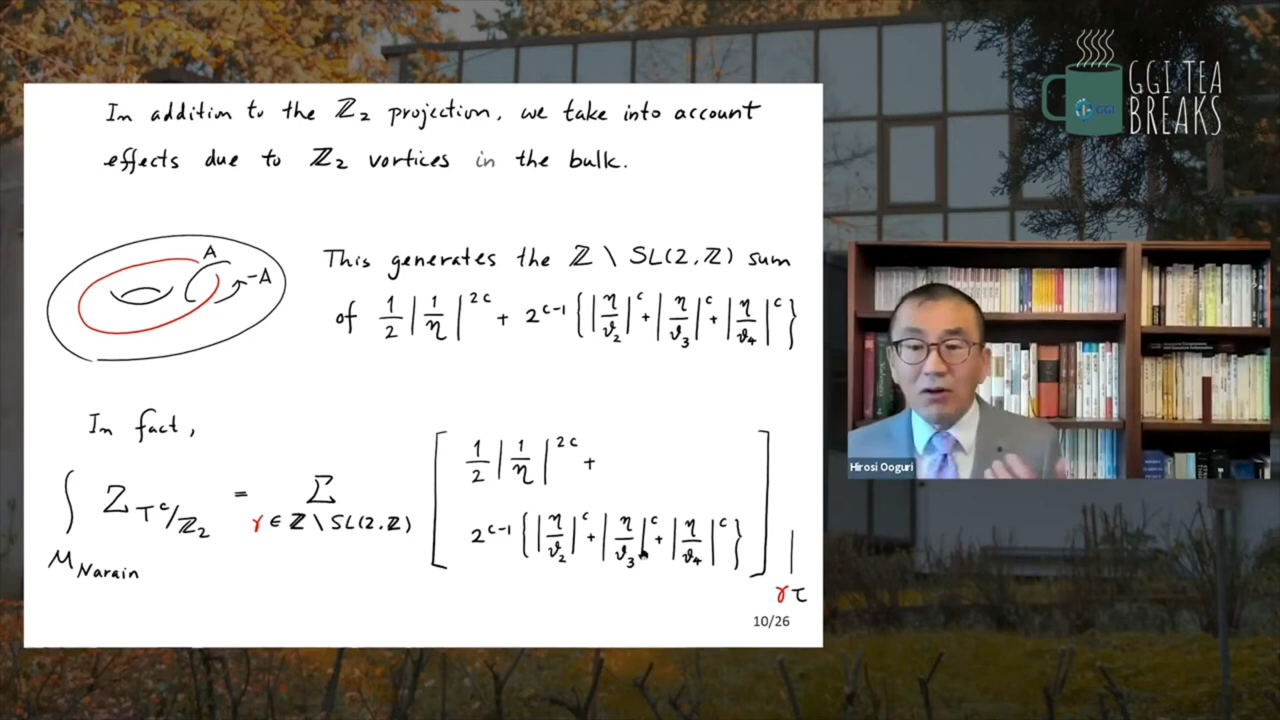 In addition to the ℤ₂ projection, we take into account
effects due to ℤ₂ vortices in the bulk.
A
-A
This generates the ℤ \ SL(2,ℤ) sum
of 1/2 |1/η|^{2c} + 2^{c-1} { |η/ϑ₂|^c + |η/ϑ₃|^c + |η/ϑ₄|^c }
In fact,
∫_{M_Narain} Z_{T^c/ℤ₂} = Σ_{γ ∈ ℤ \ SL(2,ℤ)} [ 1/2 |1/η|^{2c} +
2^{c-1} { |η/ϑ₂|^c + |η/ϑ₃|^c + |η/ϑ₄|^c } ] |_{γτ}
10/26
GGI TEA
BREAKS
GGI
Hirosi Ooguri